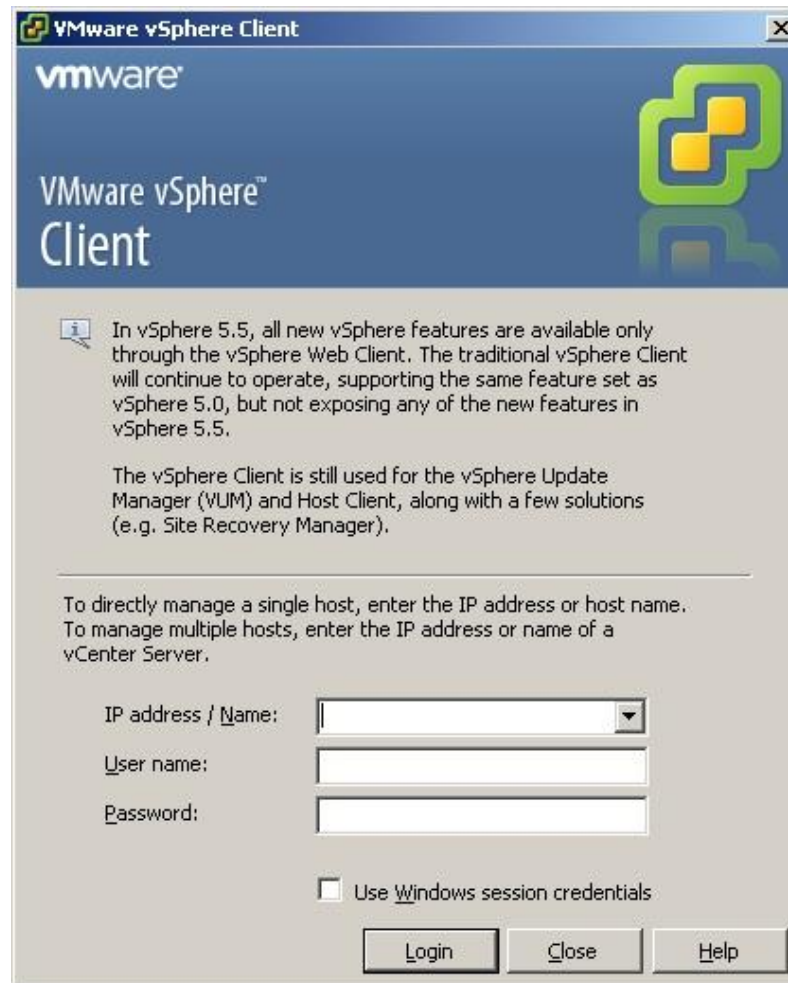 VMware vSphere Client
vmware
VMware vSphere™
Client
In vSphere 5.5, all new vSphere features are available only
through the vSphere Web Client. The traditional vSphere Client
will continue to operate, supporting the same feature set as
vSphere 5.0, but not exposing any of the new features in
vSphere 5.5.
The vSphere Client is still used for the vSphere Update
Manager (VUM) and Host Client, along with a few solutions
(e.g. Site Recovery Manager).
To directly manage a single host, enter the IP address or host name.
To manage multiple hosts, enter the IP address or name of a
vCenter Server.
IP address / Name:
User name:
Password:
Use Windows session credentials
Login Close Help